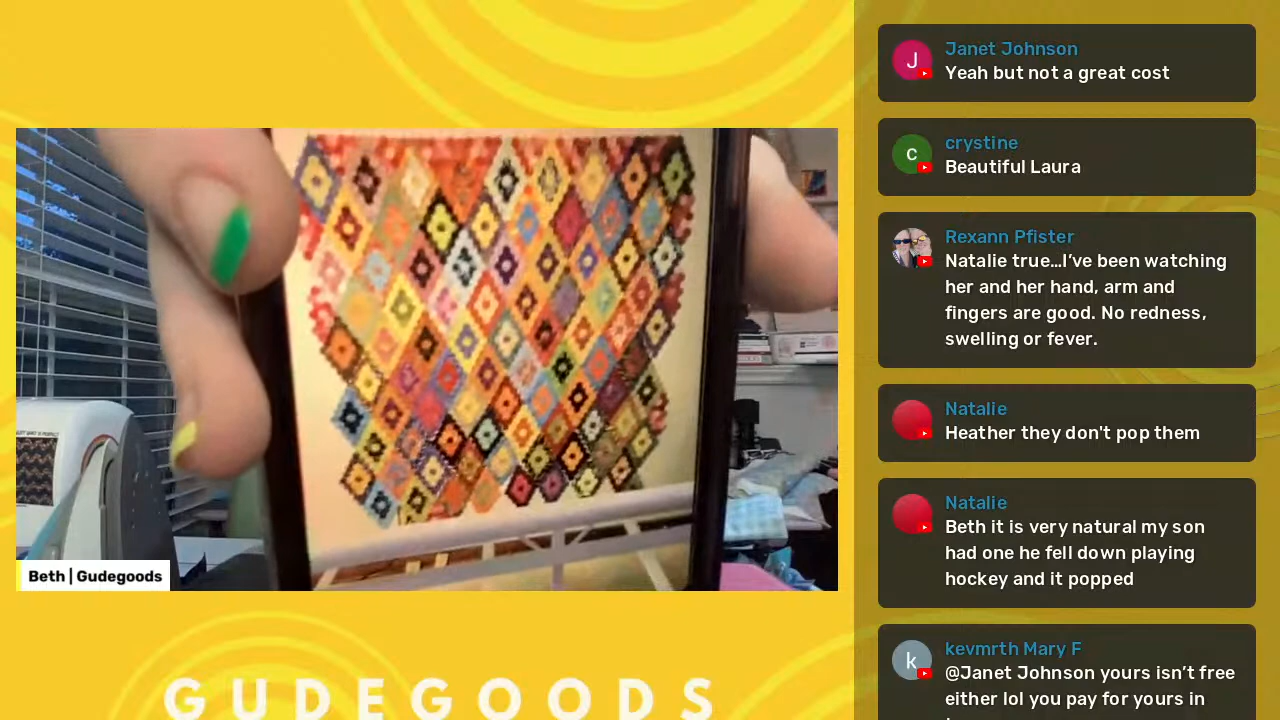 Janet Johnson
Yeah but not a great cost
crystine
Beautiful Laura
Rexann Pfister
Natalie true…I’ve been watching
her and her hand, arm and
fingers are good. No redness,
swelling or fever.
Natalie
Heather they don't pop them
Natalie
Beth it is very natural my son
had one he fell down playing
hockey and it popped
kevmrth Mary F
@Janet Johnson yours isn’t free
either lol you pay for yours in
Beth | Gudegoods
GUDEGOODS